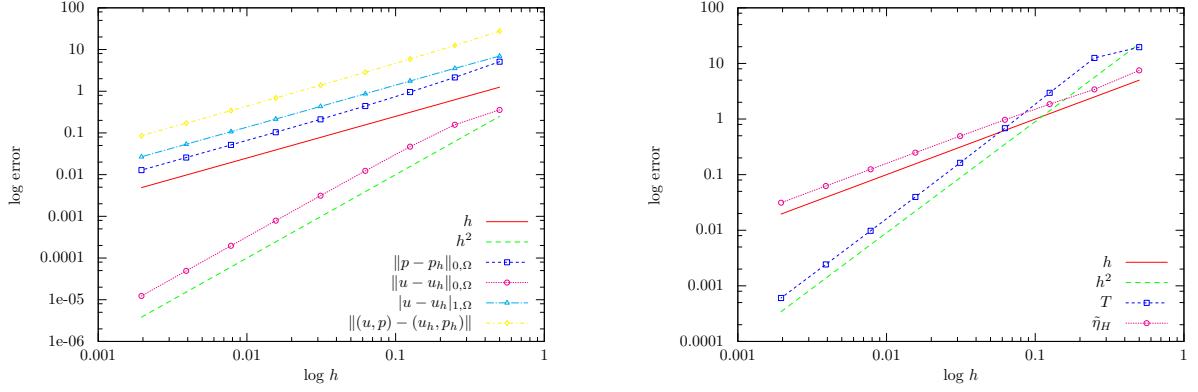 100
10
1
0.1
0.01
0.001
0.0001
1e-05
1e-06
0.001
0.01
0.1
1
log error
log h
h
h²
‖p − p_h‖_{0,Ω}
‖u − u_h‖_{0,Ω}
|u − u_h|_{1,Ω}
‖(u, p) − (u_h, p_h)‖
100
10
1
0.1
0.01
0.001
0.0001
0.001
0.01
0.1
1
log error
log h
h
h²
T
η̃_H